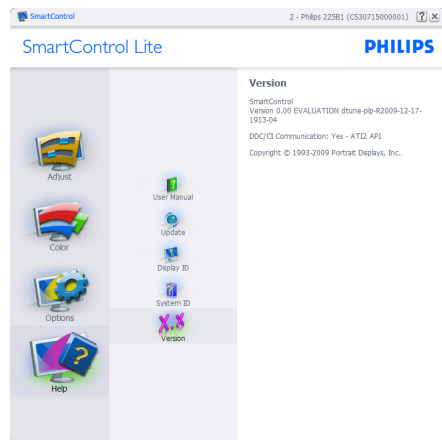 SmartControl
2 - Philips 225B1 (CS30715000001) ? ×
SmartControl Lite
PHILIPS
Version
SmartControl
Version 0.00 EVALUATION dtune-plp-R2009-12-17-
1913-04
DDC/CI Communication: Yes - ATI2 API
Copyright © 1993-2009 Portrait Displays, Inc.
Adjust
Color
Options
Help
User Manual
Update
Display ID
System ID
X.X
Version